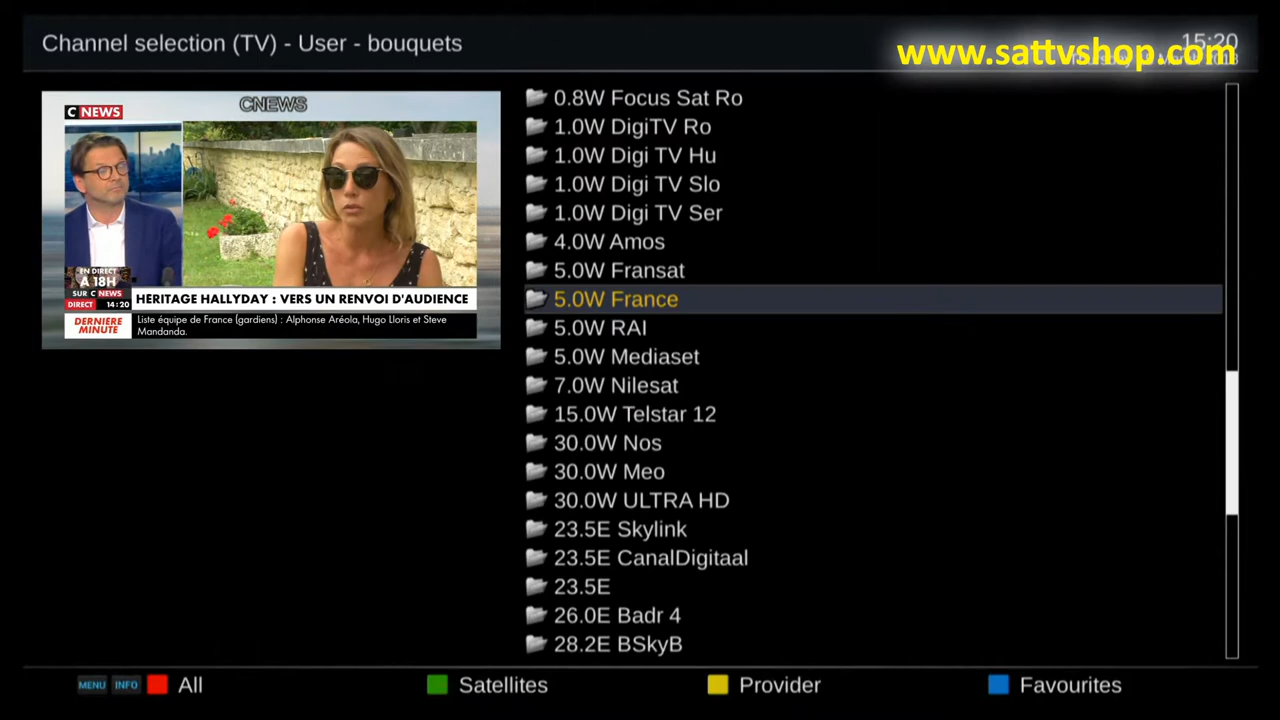 Channel selection (TV) - User - bouquets
15:20
www.sattvshop.com
CNEWS
C NEWS
EN DIRECT
A 18H
SUR C NEWS
DIRECT 14:20
HÉRITAGE HALLYDAY : VERS UN RENVOI D'AUDIENCE
DERNIÈRE
MINUTE
Liste équipe de France (gardiens) : Alphonse Aréola, Hugo Lloris et Steve
Mandanda.
0.8W Focus Sat Ro
1.0W DigiTV Ro
1.0W Digi TV Hu
1.0W Digi TV Slo
1.0W Digi TV Ser
4.0W Amos
5.0W Fransat
5.0W France
5.0W RAI
5.0W Mediaset
7.0W Nilesat
15.0W Telstar 12
30.0W Nos
30.0W Meo
30.0W ULTRA HD
23.5E Skylink
23.5E CanalDigitaal
23.5E
26.0E Badr 4
28.2E BSkyB
MENU INFO All Satellites Provider Favourites